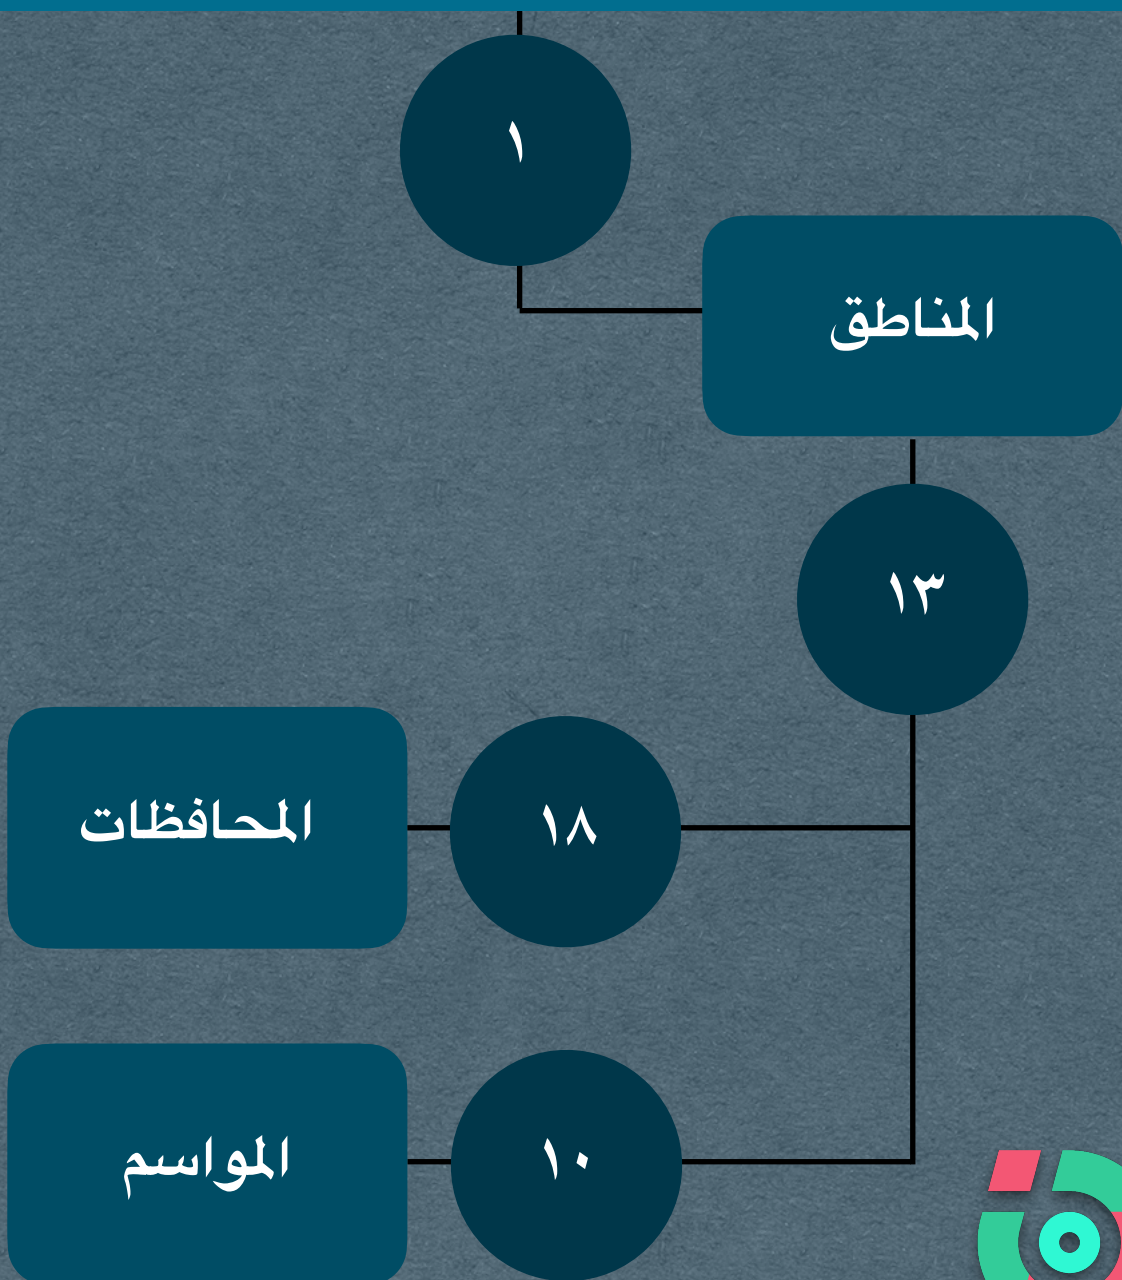 ١
المناطق
١٣
١٨
المحافظات
١٠
المواسم